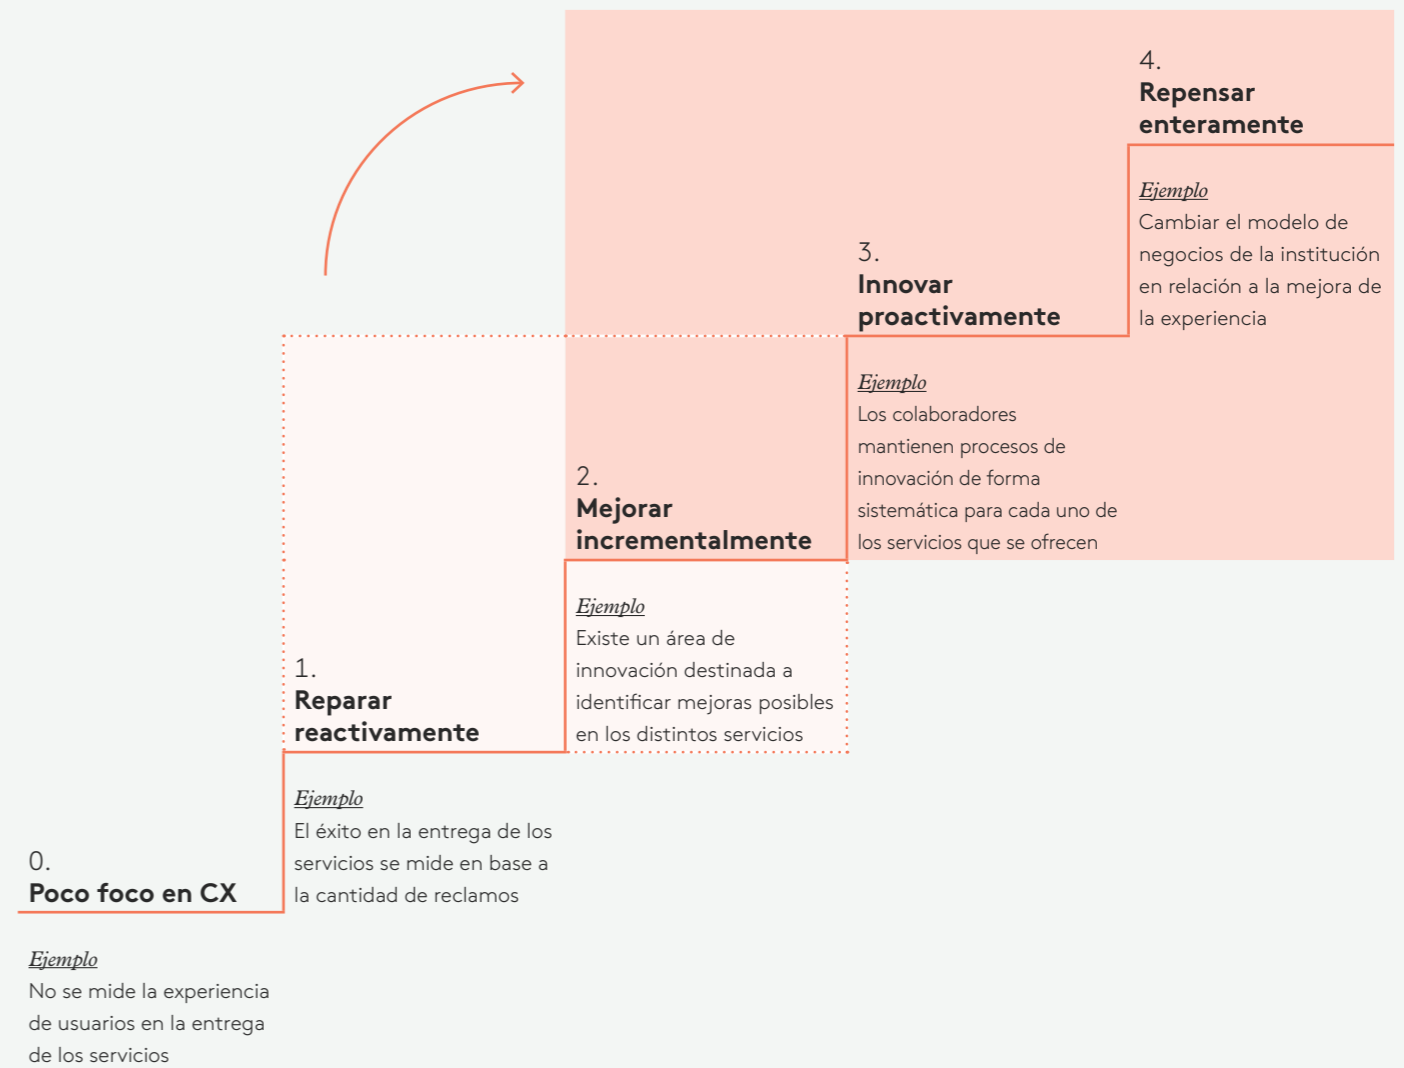 4.
Repensar
enteramente
Ejemplo
Cambiar el modelo de
negocios de la institución
en relación a la mejora de
la experiencia
3.
Innovar
proactivamente
Ejemplo
Los colaboradores
mantienen procesos de
innovación de forma
sistemática para cada uno de
los servicios que se ofrecen
2.
Mejorar
incrementalmente
Ejemplo
Existe un área de
innovación destinada a
identificar mejoras posibles
en los distintos servicios
1.
Reparar
reactivamente
Ejemplo
El éxito en la entrega de los
servicios se mide en base a
la cantidad de reclamos
0.
Poco foco en CX
Ejemplo
No se mide la experiencia
de usuarios en la entrega
de los servicios